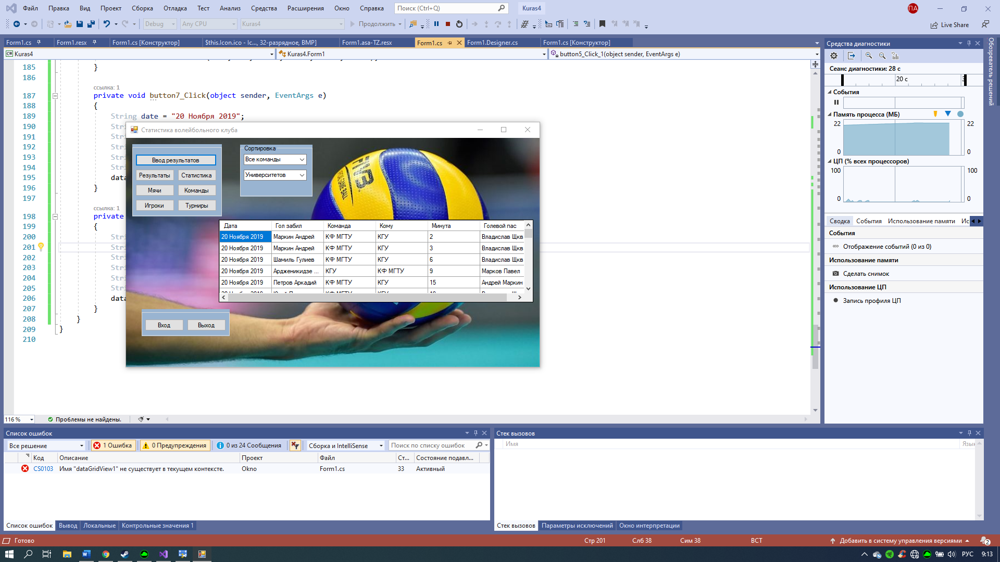 Файл Правка Вид Проект Сборка Отладка Тест Анализ Средства Расширения Окно Справка Поиск (Ctrl+Q) Kuras4 ПА
Debug Any CPU Kuras4 Продолжить Live Share
Form1.cs Form1.resx Form1.cs [Конструктор] $this.Icon.ico - Ic..., 32-разрядное, BMP] Form1.asa-TZ.resx Form1.cs Form1.Designer.cs Form1.cs [Конструктор]
C# Kuras4 Kuras4.Form1 button5_Click_1(object sender, EventArgs e)
185 }
186
ссылка: 1
187 private void button7_Click(object sender, EventArgs e)
188 {
189 String date = "20 Ноября 2019";
190 Stri
191 Stri
192 Stri
193 Stri
194 Stri
195 data
196 }
197
ссылка: 1
198 private
199 {
200 Stri
201 Stri
202 Stri
203 Stri
204 Stri
205 Stri
206 data
207 }
208 }
209 }
210
Статистика волейбольного клуба
Ввод результатов
Результаты Статистика
Мячи Команды
Игроки Турниры
Сортировка
Все команды
Университетов
Дата Гол забил Команда Кому Минута Голевой пас
20 Ноября 2019 Маркин Андрей КФ МГТУ КГУ 2 Владислав Щкв
20 Ноября 2019 Маркин Андрей КФ МГТУ КГУ 3 Владислав Щкв
20 Ноября 2019 Шамиль Гулиев КФ МГТУ КГУ 6 Владислав Щкв
20 Ноября 2019 Ардженикидзе ... КГУ КФ МГТУ 9 Марков Павел
20 Ноября 2019 Петров Аркадий КФ МГТУ КГУ 15 Андрей Маркин
Вход Выход
Средства диагностики
Сеанс диагностики: 28 с
20 с
События
Память процесса (МБ)
22 22
0 0
ЦП (% всех процессоров)
100 100
0 0
Сводка События Использование памяти Ис
События
Отображение событий (0 из 0)
Использование памяти
Сделать снимок
Использование ЦП
Запись профиля ЦП
Обозреватель решений
116 % Проблемы не найдены.
Список ошибок
Все решение 1 Ошибка 0 Предупреждения 0 из 24 Сообщения Сборка и IntelliSense Поиск по списку ошибок
Код Описание Проект Файл Ст... Состояние подавл...
CS0103 Имя "dataGridView1" не существует в текущем контексте. Okno Form1.cs 33 Активный
Список ошибок Вывод Локальные Контрольные значения 1
Стек вызовов
Имя Язык
Стек вызовов Параметры исключений Окно интерпретации
Готово Стр 201 Слб 38 Сим 38 ВСТ Добавить в систему управления версиями 2
РУС 9:13